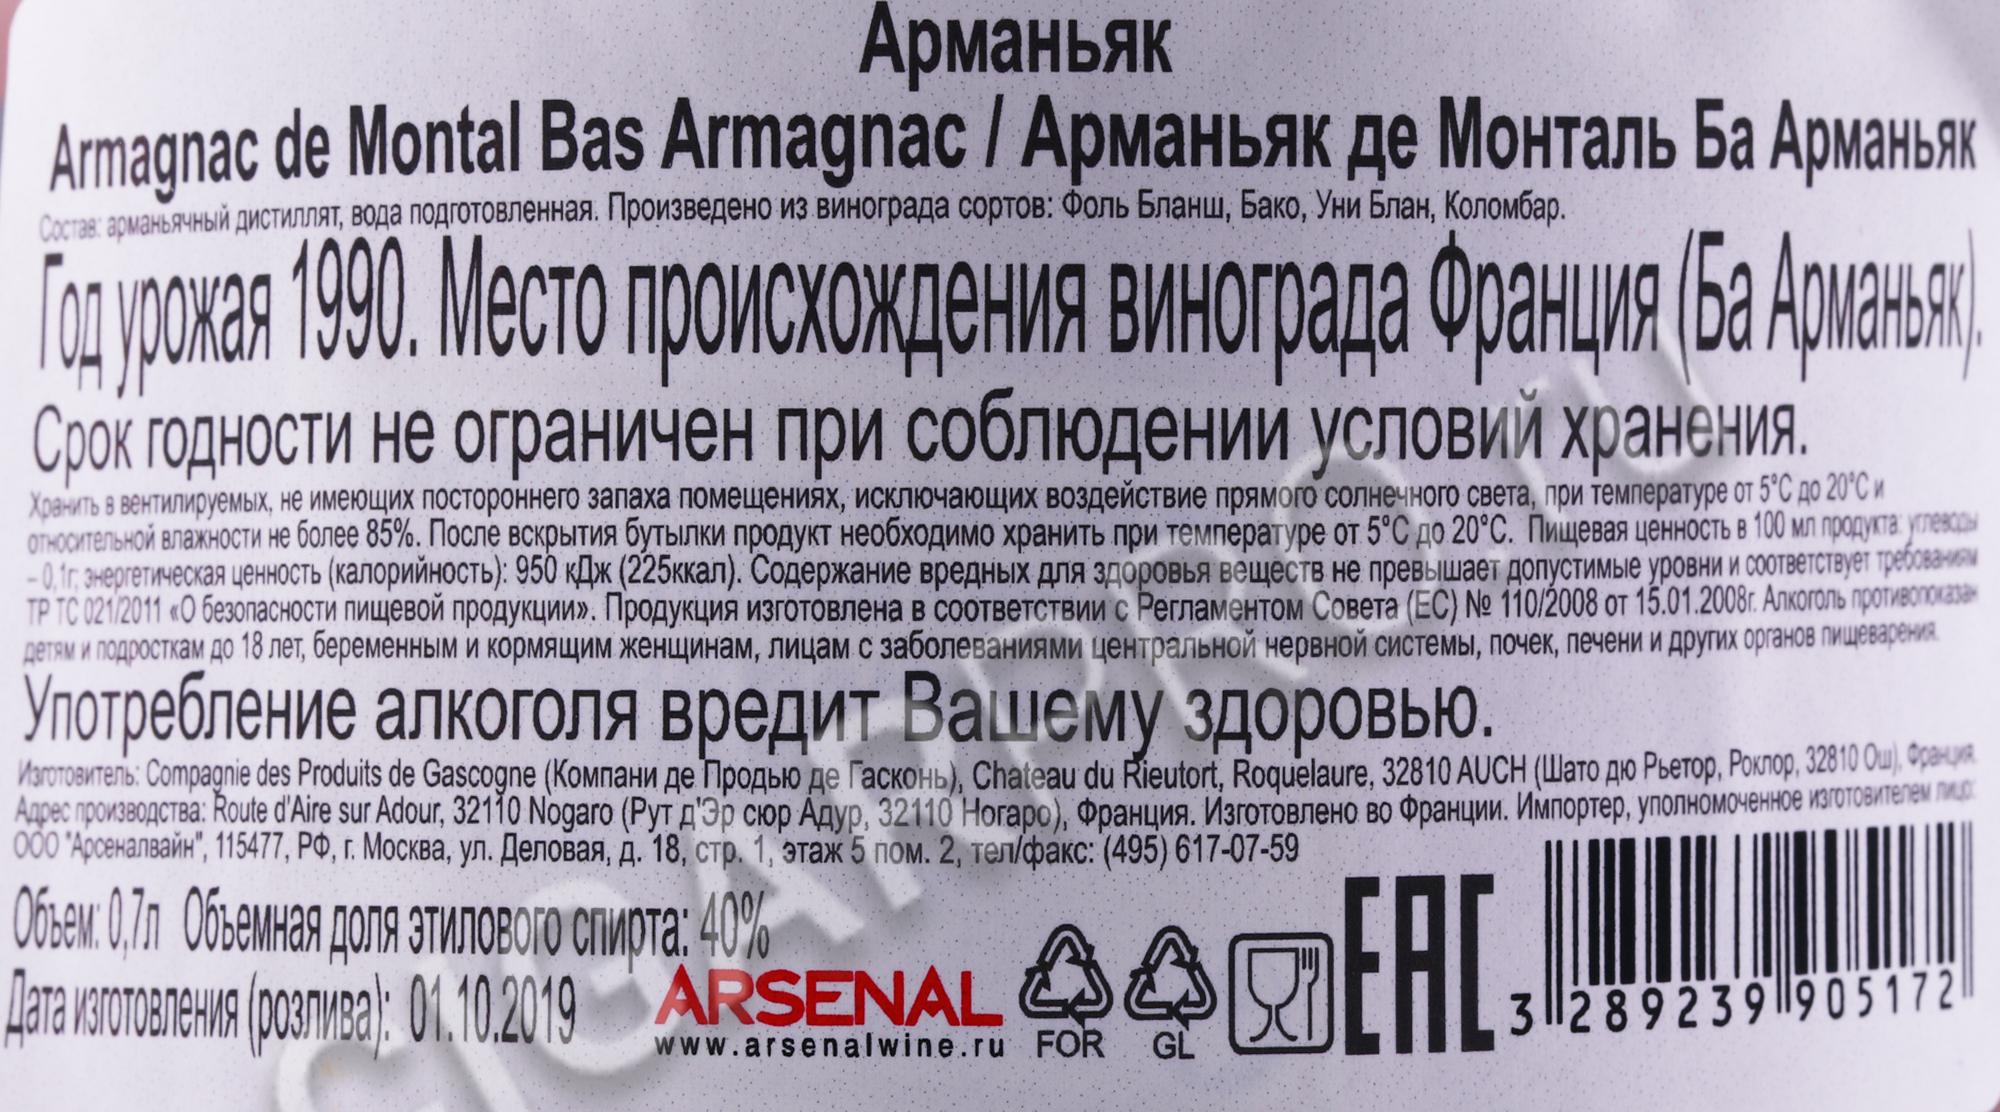 Арманьяк
Armagnac de Montal Bas Armagnac / Арманьяк де Монталь Ба Арманьяк
Состав: арманьячный дистиллят, вода подготовленная. Произведено из винограда сортов: Фоль Бланш, Бако, Уни Блан, Коломбар.
Год урожая 1990. Место происхождения винограда Франция (Ба Арманьяк).
Срок годности не ограничен при соблюдении условий хранения.
Хранить в вентилируемых, не имеющих постороннего запаха помещениях, исключающих воздействие прямого солнечного света, при температуре от 5°С до 20°С и
относительной влажности не более 85%. После вскрытия бутылки продукт необходимо хранить при температуре от 5°С до 20°С. Пищевая ценность в 100 мл продукта: углеводы
– 0,1г; энергетическая ценность (калорийность): 950 кДж (225ккал). Содержание вредных для здоровья веществ не превышает допустимые уровни и соответствует требованиям
ТР ТС 021/2011 «О безопасности пищевой продукции». Продукция изготовлена в соответствии с Регламентом Совета (ЕС) № 110/2008 от 15.01.2008г. Алкоголь противопоказан
детям и подросткам до 18 лет, беременным и кормящим женщинам, лицам с заболеваниями центральной нервной системы, почек, печени и других органов пищеварения.
Употребление алкоголя вредит Вашему здоровью.
Изготовитель: Compagnie des Produits de Gascogne (Компани де Продью де Гасконь), Chateau du Rieutort, Roquelaure, 32810 AUCH (Шато дю Рьетор, Роклор, 32810 Ош), Франция.
Адрес производства: Route d'Aire sur Adour, 32110 Nogaro (Рут д'Эр сюр Адур, 32110 Ногаро), Франция. Изготовлено во Франции. Импортер, уполномоченное изготовителем лицо:
ООО "Арсеналвайн", 115477, РФ, г. Москва, ул. Деловая, д. 18, стр. 1, этаж 5 пом. 2, тел/факс: (495) 617-07-59
Объем: 0,7л Объемная доля этилового спирта: 40%
Дата изготовления (розлива): 01.10.2019
ARSENAL
www.arsenalwine.ru
FOR
GL
EAC
3 289239 905172
CIGARPRO.ru